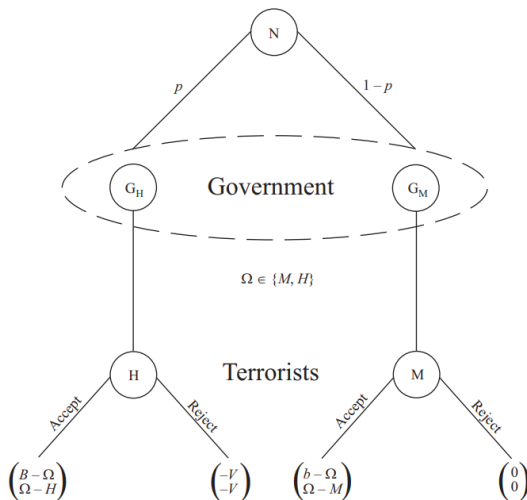 N
p
1 − p
G_H
Government
G_M
Ω ∈ {M, H}
H
Terrorists
M
Accept
Reject
Accept
Reject
(B − Ω
Ω − H)
(−V
−V)
(b − Ω
Ω − M)
(0
0)